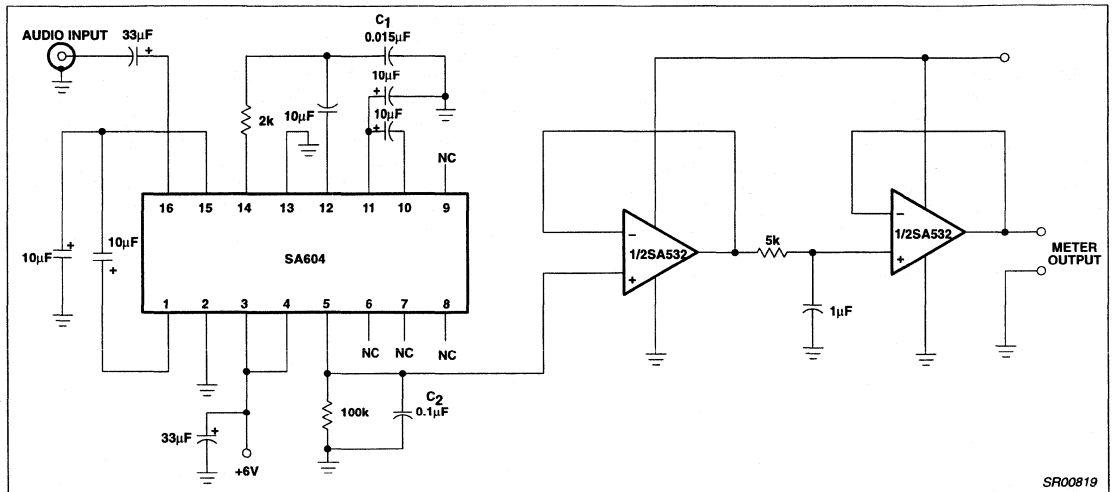 AUDIO INPUT
33μF
+
C1
0.015μF
10μF
+
10μF
+
10μF
2k
NC
16 15 14 13 12 11 10 9
SA604
1 2 3 4 5 6 7 8
10μF
+
10μF
+
NC NC NC
33μF
+
+6V
100k
C2
0.1μF
−
1/2SA532
+
5k
1μF
−
1/2SA532
+
METER
OUTPUT
SR00819